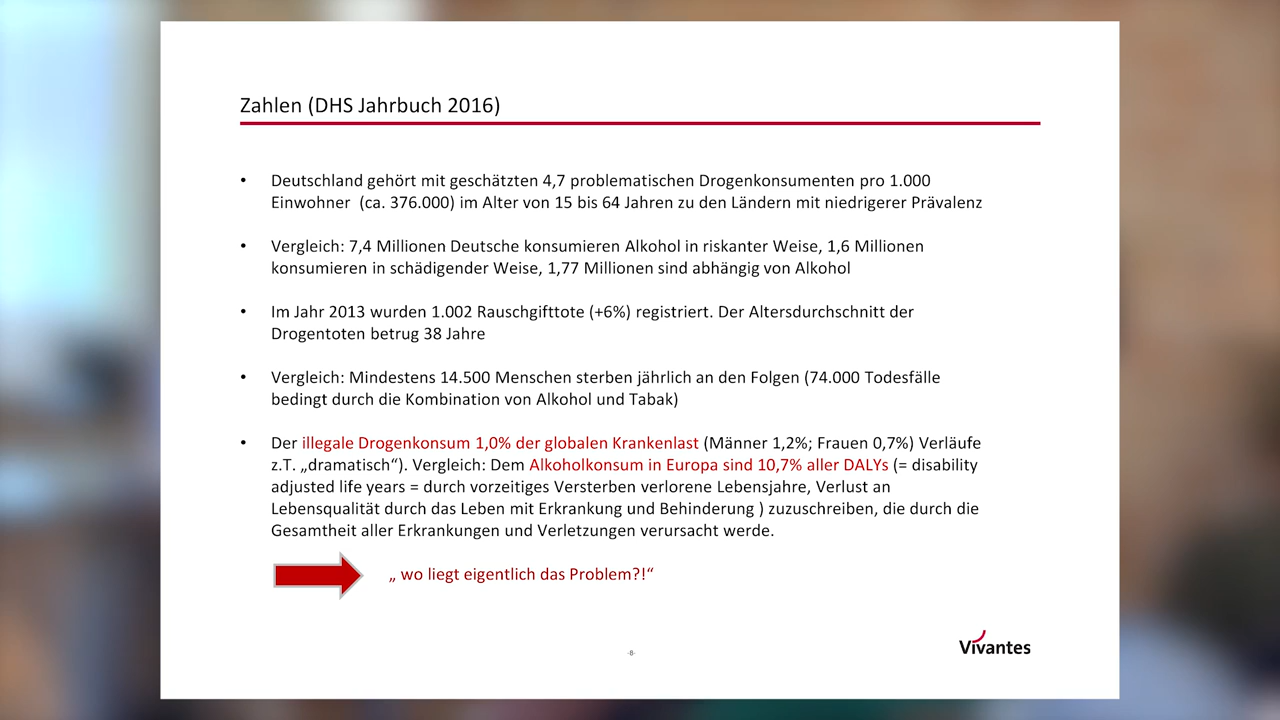 Zahlen (DHS Jahrbuch 2016)
• Deutschland gehört mit geschätzten 4,7 problematischen Drogenkonsumenten pro 1.000
Einwohner (ca. 376.000) im Alter von 15 bis 64 Jahren zu den Ländern mit niedrigerer Prävalenz
• Vergleich: 7,4 Millionen Deutsche konsumieren Alkohol in riskanter Weise, 1,6 Millionen
konsumieren in schädigender Weise, 1,77 Millionen sind abhängig von Alkohol
• Im Jahr 2013 wurden 1.002 Rauschgifttote (+6%) registriert. Der Altersdurchschnitt der
Drogentoten betrug 38 Jahre
• Vergleich: Mindestens 14.500 Menschen sterben jährlich an den Folgen (74.000 Todesfälle
bedingt durch die Kombination von Alkohol und Tabak)
• Der illegale Drogenkonsum 1,0% der globalen Krankenlast (Männer 1,2%; Frauen 0,7%) Verläufe
z.T. „dramatisch“). Vergleich: Dem Alkoholkonsum in Europa sind 10,7% aller DALYs (= disability
adjusted life years = durch vorzeitiges Versterben verlorene Lebensjahre, Verlust an
Lebensqualität durch das Leben mit Erkrankung und Behinderung ) zuzuschreiben, die durch die
Gesamtheit aller Erkrankungen und Verletzungen verursacht werde.
„ wo liegt eigentlich das Problem?!“
Vivantes
-8-